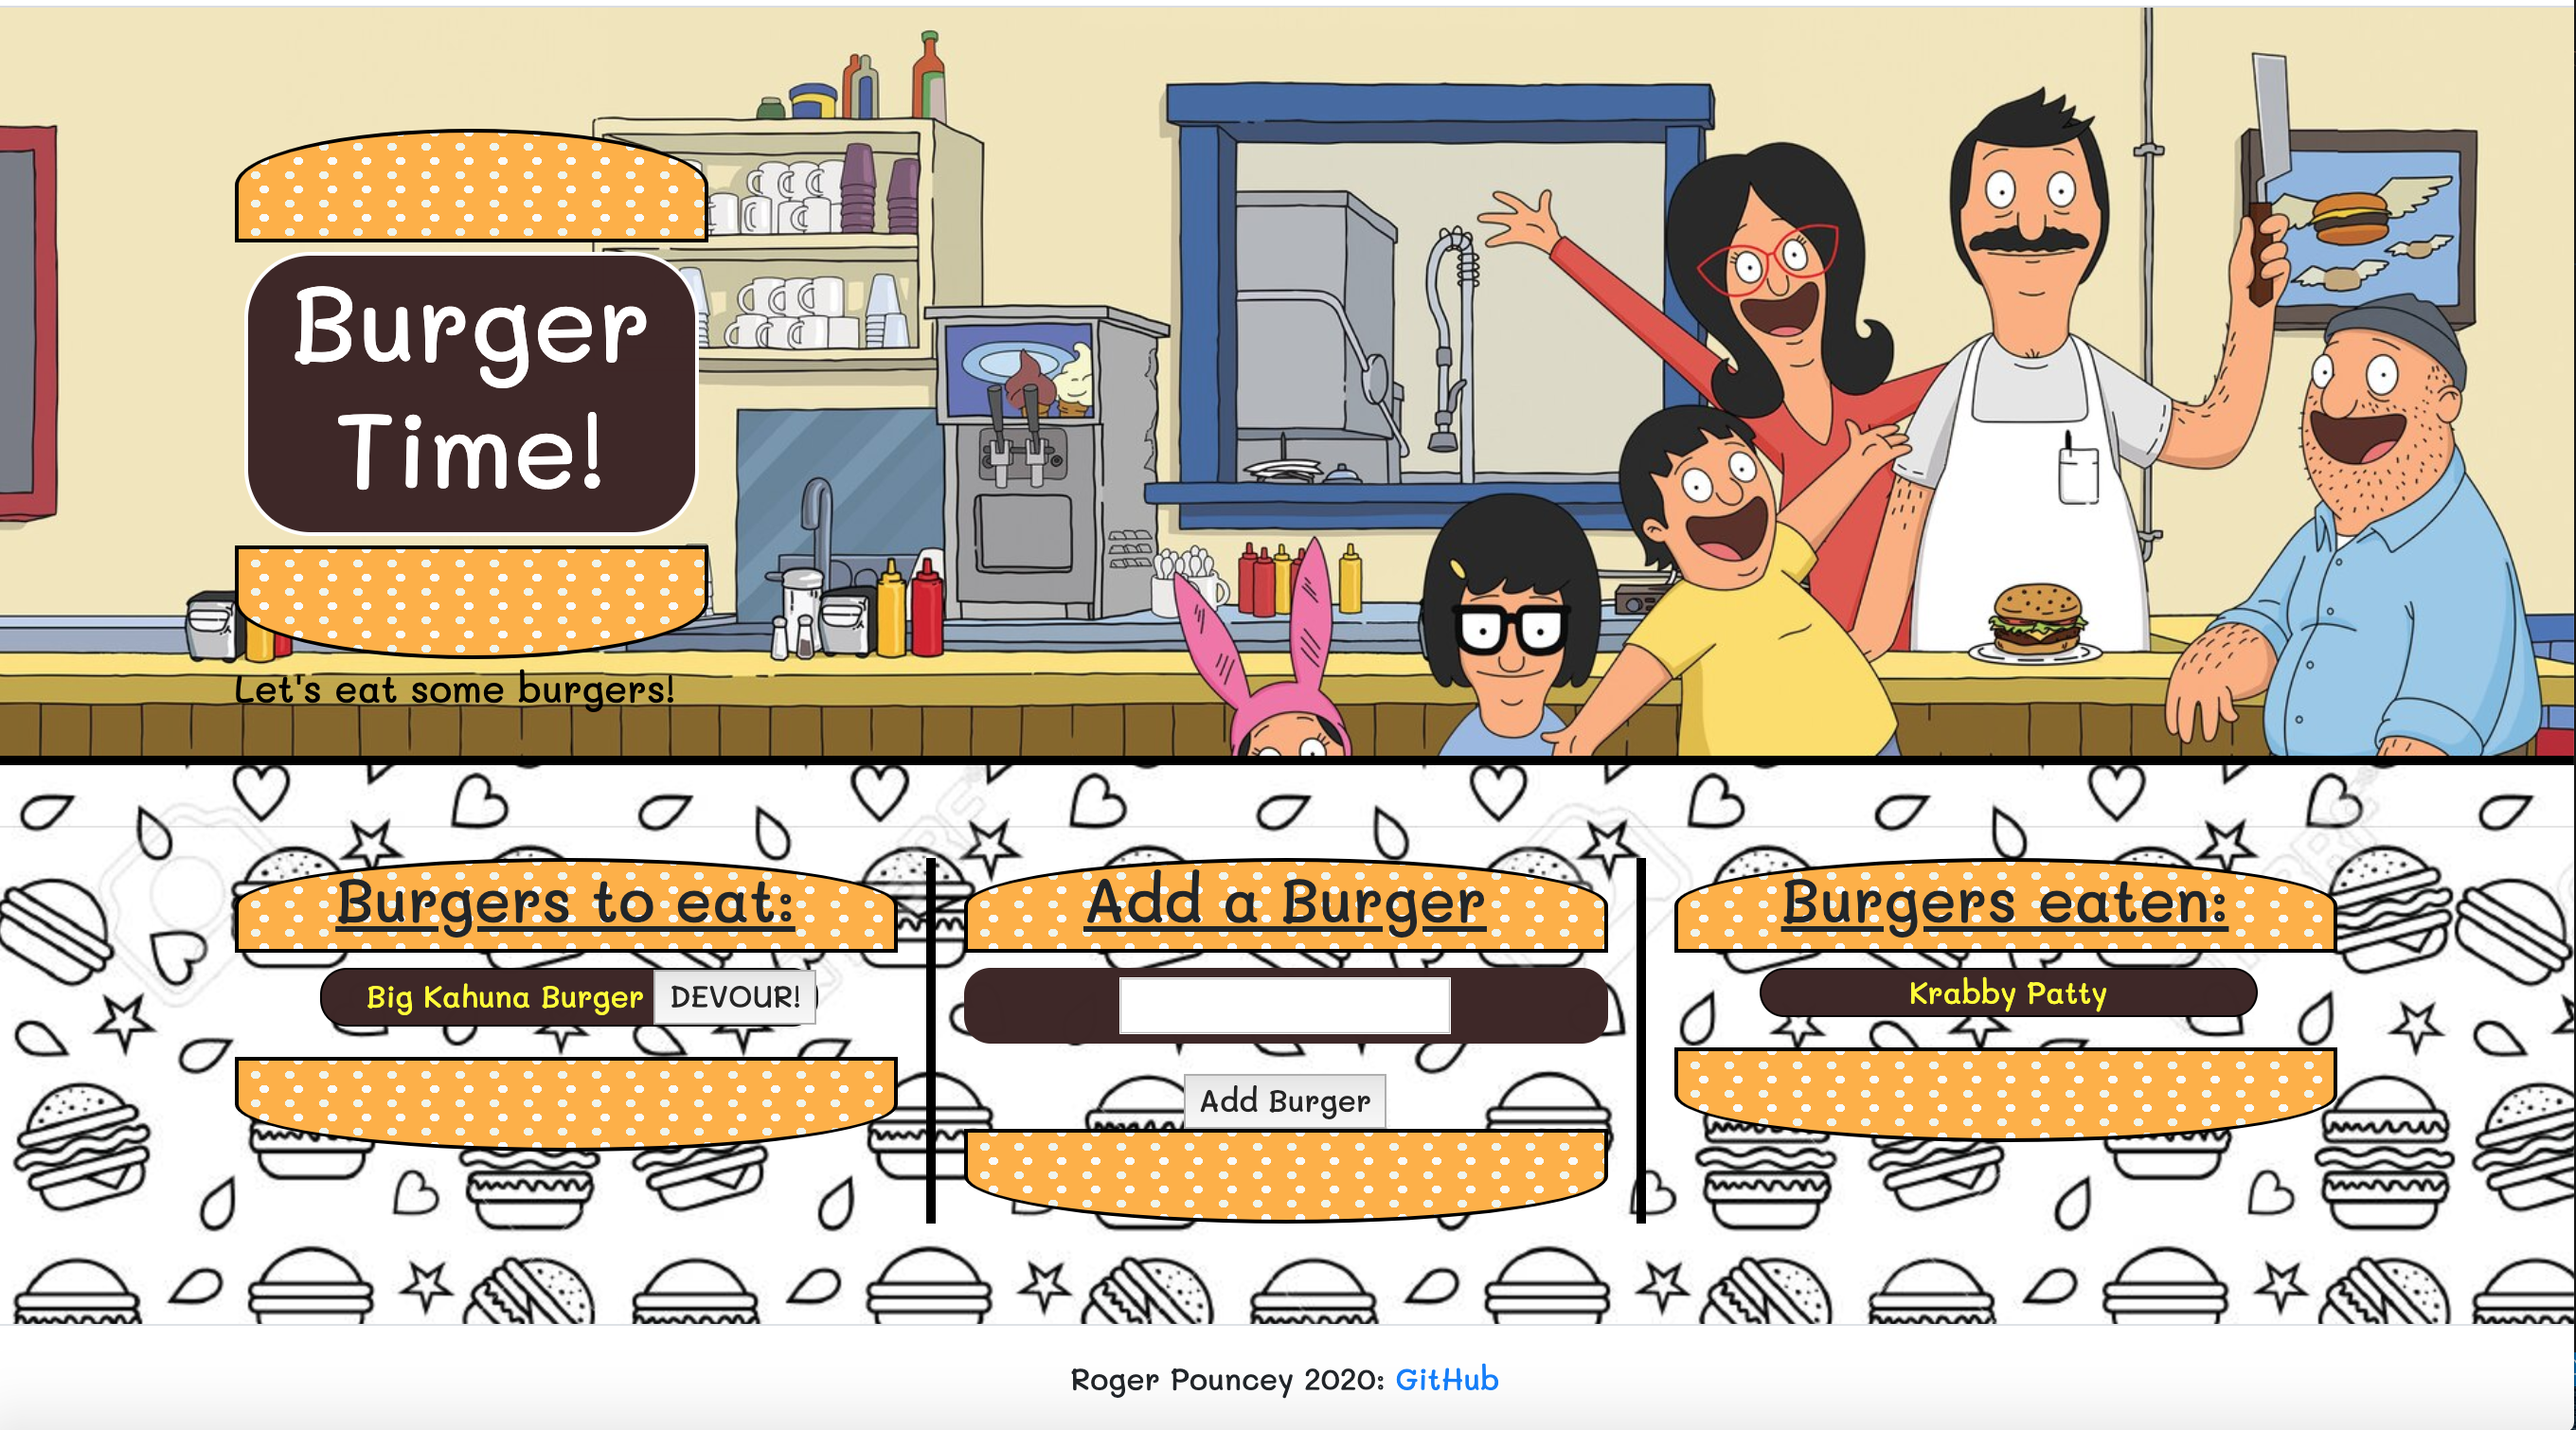 Burger
Time!
Let's eat some burgers!
Burgers to eat:
Big Kahuna Burger DEVOUR!
Add a Burger
Add Burger
Burgers eaten:
Krabby Patty
Roger Pouncey 2020: GitHub